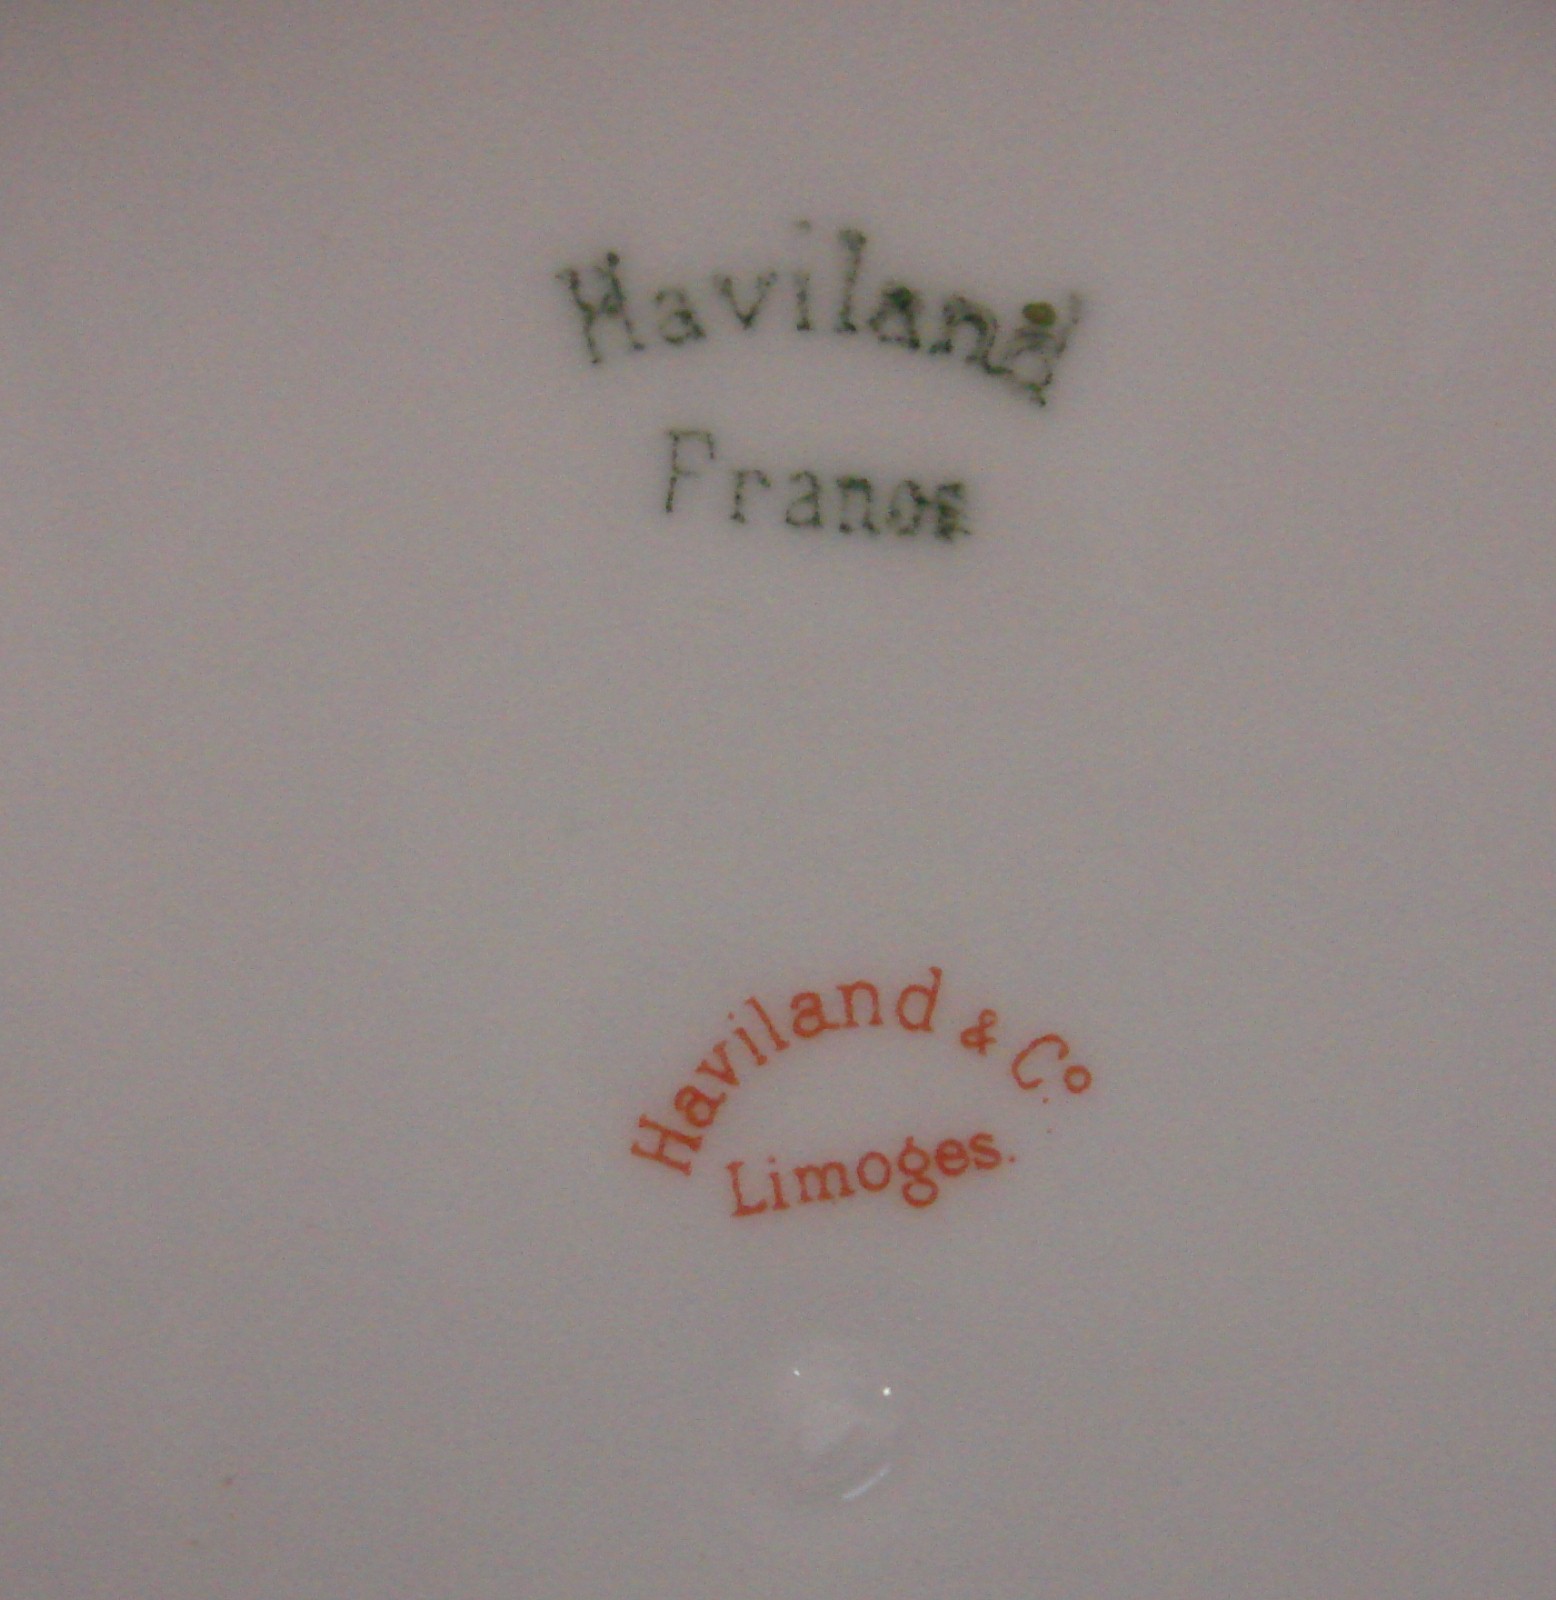 Haviland
France
Haviland & Co
Limoges.